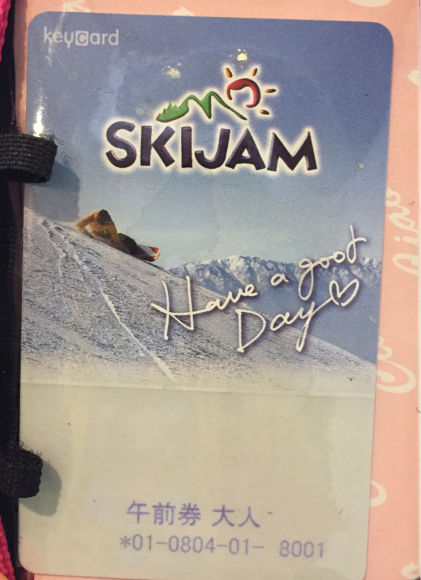 keycard
SKIJAM
Have a good
Day
午前券 大人
*01-0804-01- 8001